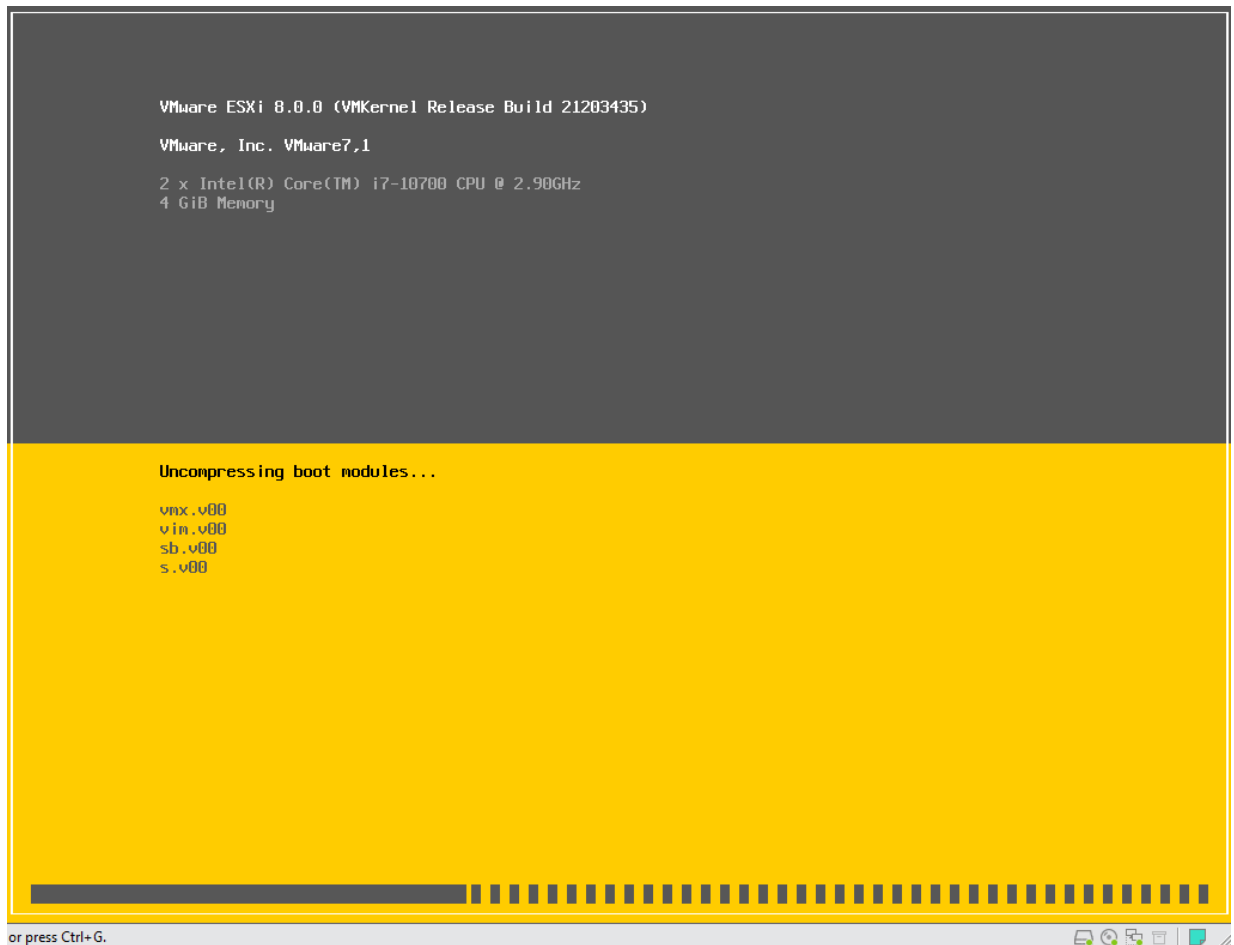 VMware ESXi 8.0.0 (VMKernel Release Build 21203435)
VMware, Inc. VMware7,1
2 x Intel(R) Core(TM) i7-10700 CPU @ 2.90GHz
4 GiB Memory
Uncompressing boot modules...
vmx.v00
vim.v00
sb.v00
s.v00
or press Ctrl+G.